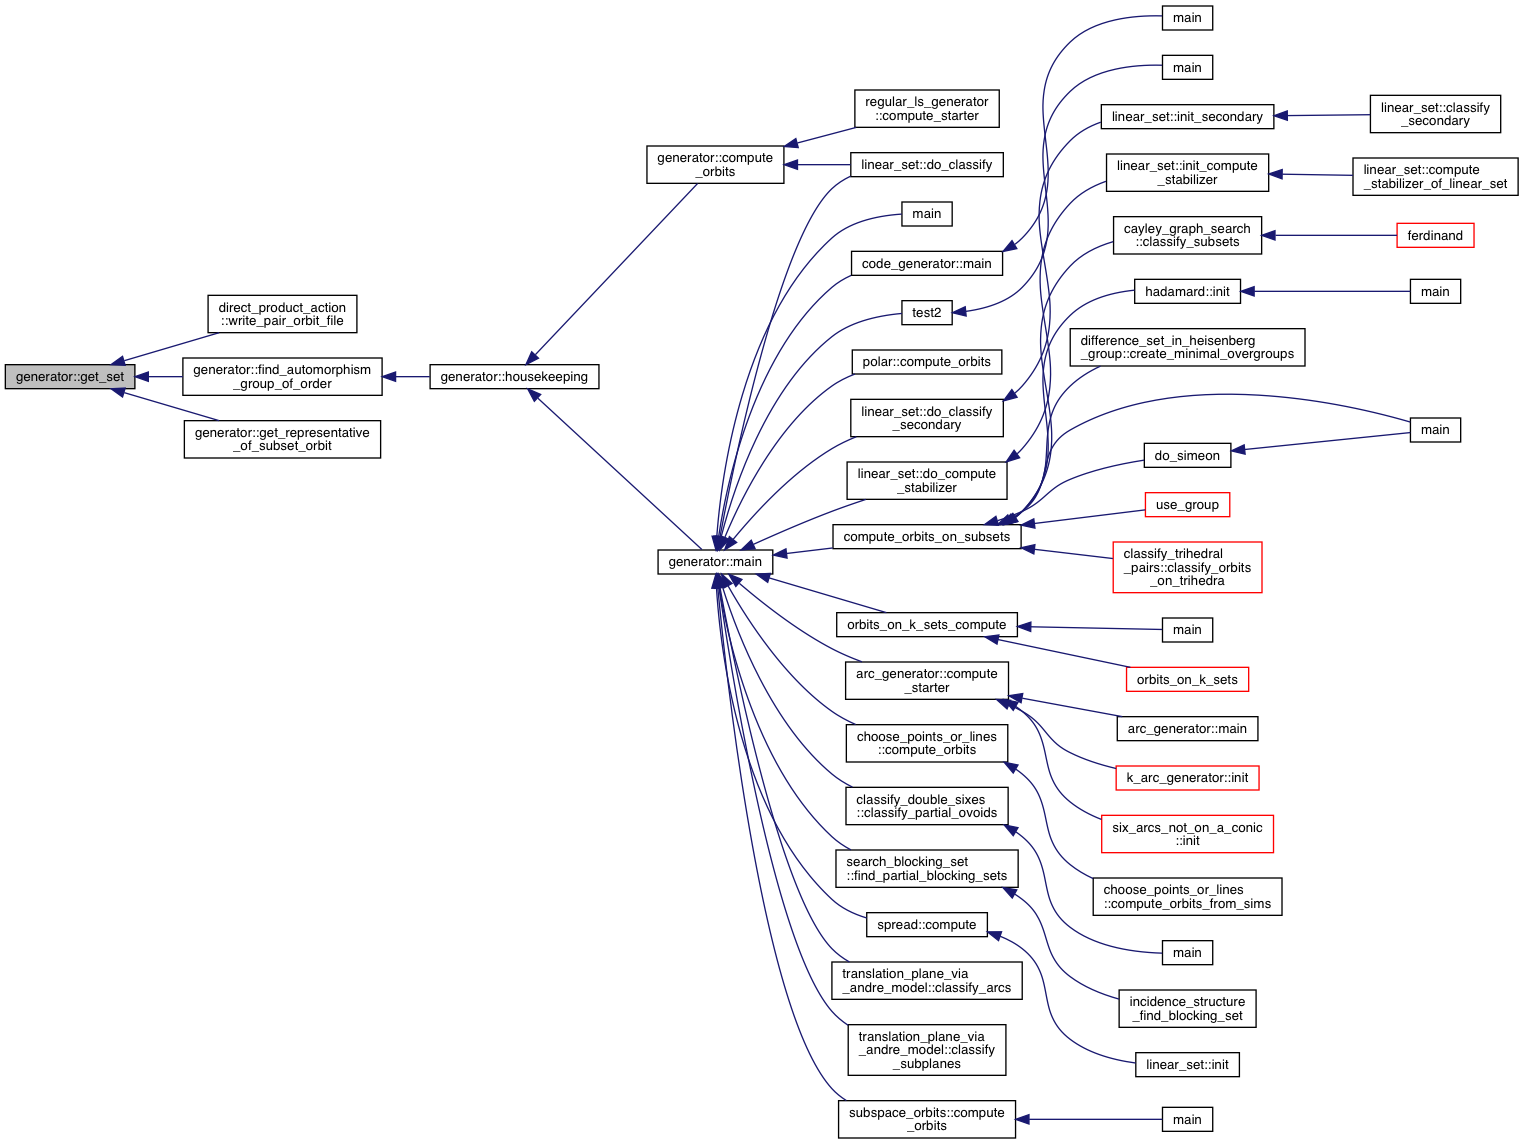 generator::get_set
direct_product_action
::write_pair_orbit_file
generator::find_automorphism
_group_of_order
generator::get_representative
_of_subset_orbit
generator::housekeeping
generator::compute
_orbits
generator::main
regular_ls_generator
::compute_starter
linear_set::do_classify
main
code_generator::main
test2
polar::compute_orbits
linear_set::do_classify
_secondary
linear_set::do_compute
_stabilizer
compute_orbits_on_subsets
orbits_on_k_sets_compute
arc_generator::compute
_starter
choose_points_or_lines
::compute_orbits
classify_double_sixes
::classify_partial_ovoids
search_blocking_set
::find_partial_blocking_sets
spread::compute
translation_plane_via
_andre_model::classify_arcs
translation_plane_via
_andre_model::classify
_subplanes
subspace_orbits::compute
_orbits
main
main
linear_set::init_secondary
linear_set::init_compute
_stabilizer
cayley_graph_search
::classify_subsets
hadamard::init
difference_set_in_heisenberg
_group::create_minimal_overgroups
do_simeon
use_group
classify_trihedral
_pairs::classify_orbits
_on_trihedra
main
orbits_on_k_sets
arc_generator::main
k_arc_generator::init
six_arcs_not_on_a_conic
::init
choose_points_or_lines
::compute_orbits_from_sims
main
incidence_structure
_find_blocking_set
linear_set::init
main
linear_set::classify
_secondary
linear_set::compute
_stabilizer_of_linear_set
ferdinand
main
main